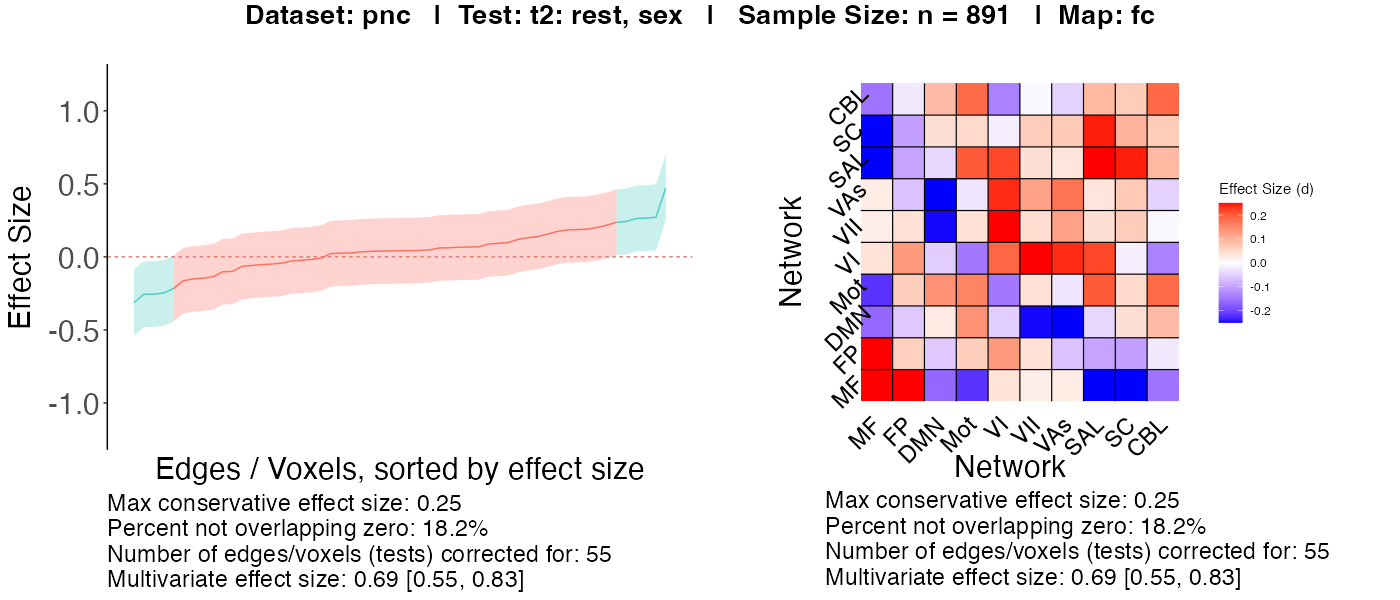 Dataset: pnc | Test: t2: rest, sex | Sample Size: n = 891 | Map: fc
1.0
0.5
0.0
-0.5
-1.0
Effect Size
Edges / Voxels, sorted by effect size
Max conservative effect size: 0.25
Percent not overlapping zero: 18.2%
Number of edges/voxels (tests) corrected for: 55
Multivariate effect size: 0.69 [0.55, 0.83]
Network
CBL
SC
SAL
VAs
VII
VI
Mot
DMN
FP
MF
MF
FP
DMN
Mot
VI
VII
VAs
SAL
SC
CBL
Network
Effect Size (d)
0.2
0.1
0.0
-0.1
-0.2
Max conservative effect size: 0.25
Percent not overlapping zero: 18.2%
Number of edges/voxels (tests) corrected for: 55
Multivariate effect size: 0.69 [0.55, 0.83]